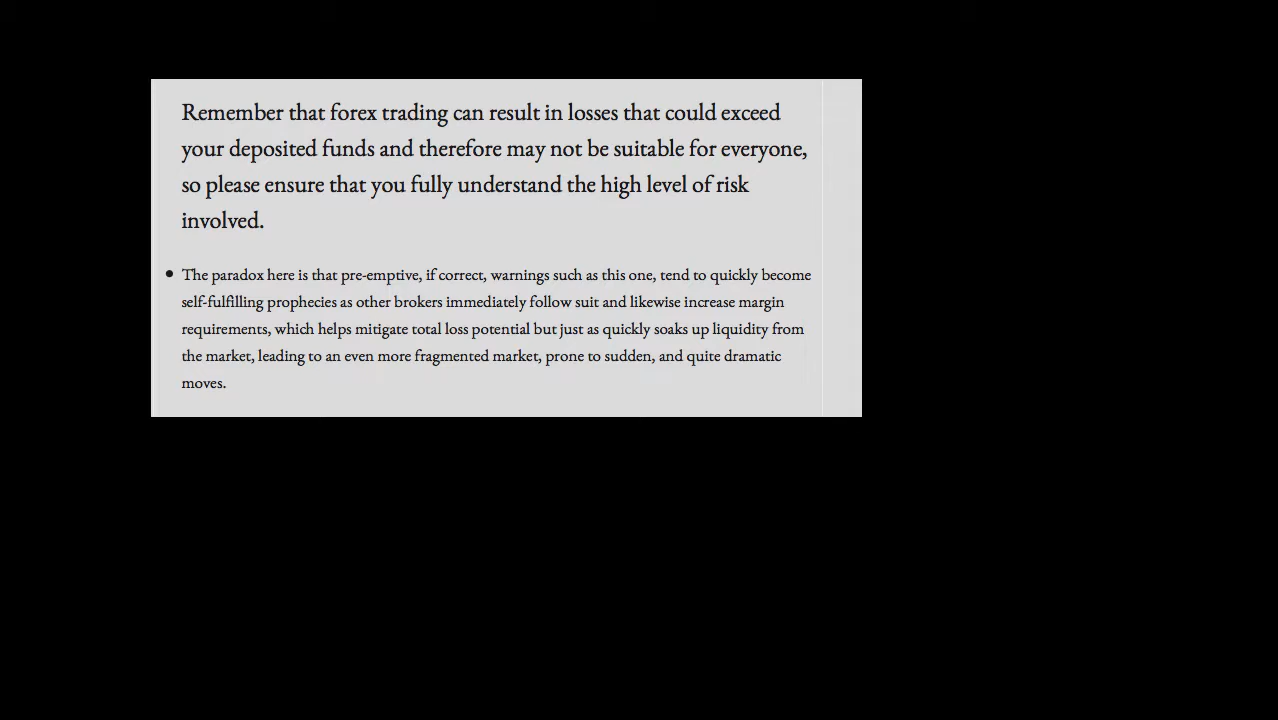 Remember that forex trading can result in losses that could exceed
your deposited funds and therefore may not be suitable for everyone,
so please ensure that you fully understand the high level of risk
involved.
• The paradox here is that pre-emptive, if correct, warnings such as this one, tend to quickly become
self-fulfilling prophecies as other brokers immediately follow suit and likewise increase margin
requirements, which helps mitigate total loss potential but just as quickly soaks up liquidity from
the market, leading to an even more fragmented market, prone to sudden, and quite dramatic
moves.